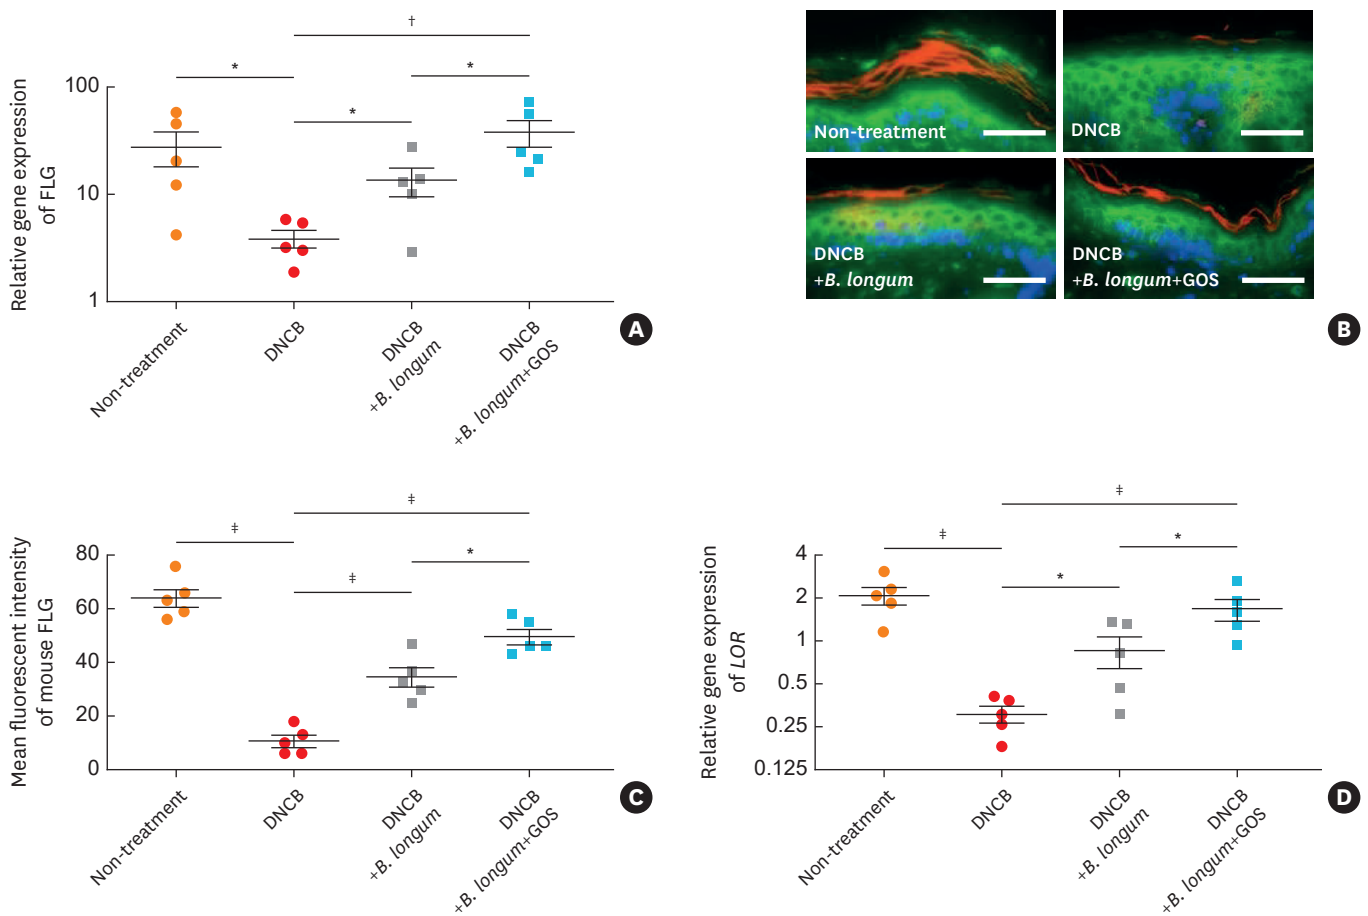 †
*
*
*
100
10
1
Relative gene expression
of FLG
Non-treatment
DNCB
DNCB
+B. longum
DNCB
+B. longum+GOS
A
Non-treatment
DNCB
DNCB
+B. longum
DNCB
+B. longum+GOS
B
‡
‡
*
‡
80
60
40
20
0
Mean fluorescent intensity
of mouse FLG
Non-treatment
DNCB
DNCB
+B. longum
DNCB
+B. longum+GOS
C
‡
‡
*
*
4
2
1
0.5
0.25
0.125
Relative gene expression
of LOR
Non-treatment
DNCB
DNCB
+B. longum
DNCB
+B. longum+GOS
D